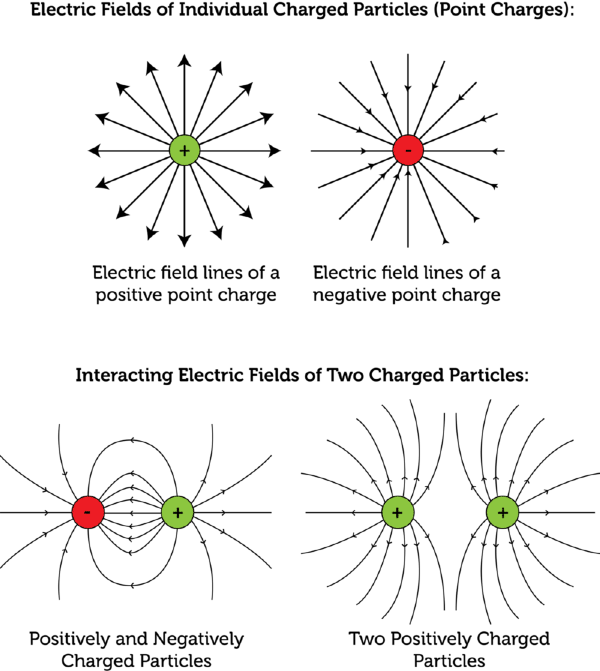 Electric Fields of Individual Charged Particles (Point Charges):
+
-
Electric field lines of a
positive point charge
Electric field lines of a
negative point charge
Interacting Electric Fields of Two Charged Particles:
-
+
+
+
Positively and Negatively
Charged Particles
Two Positively Charged
Particles